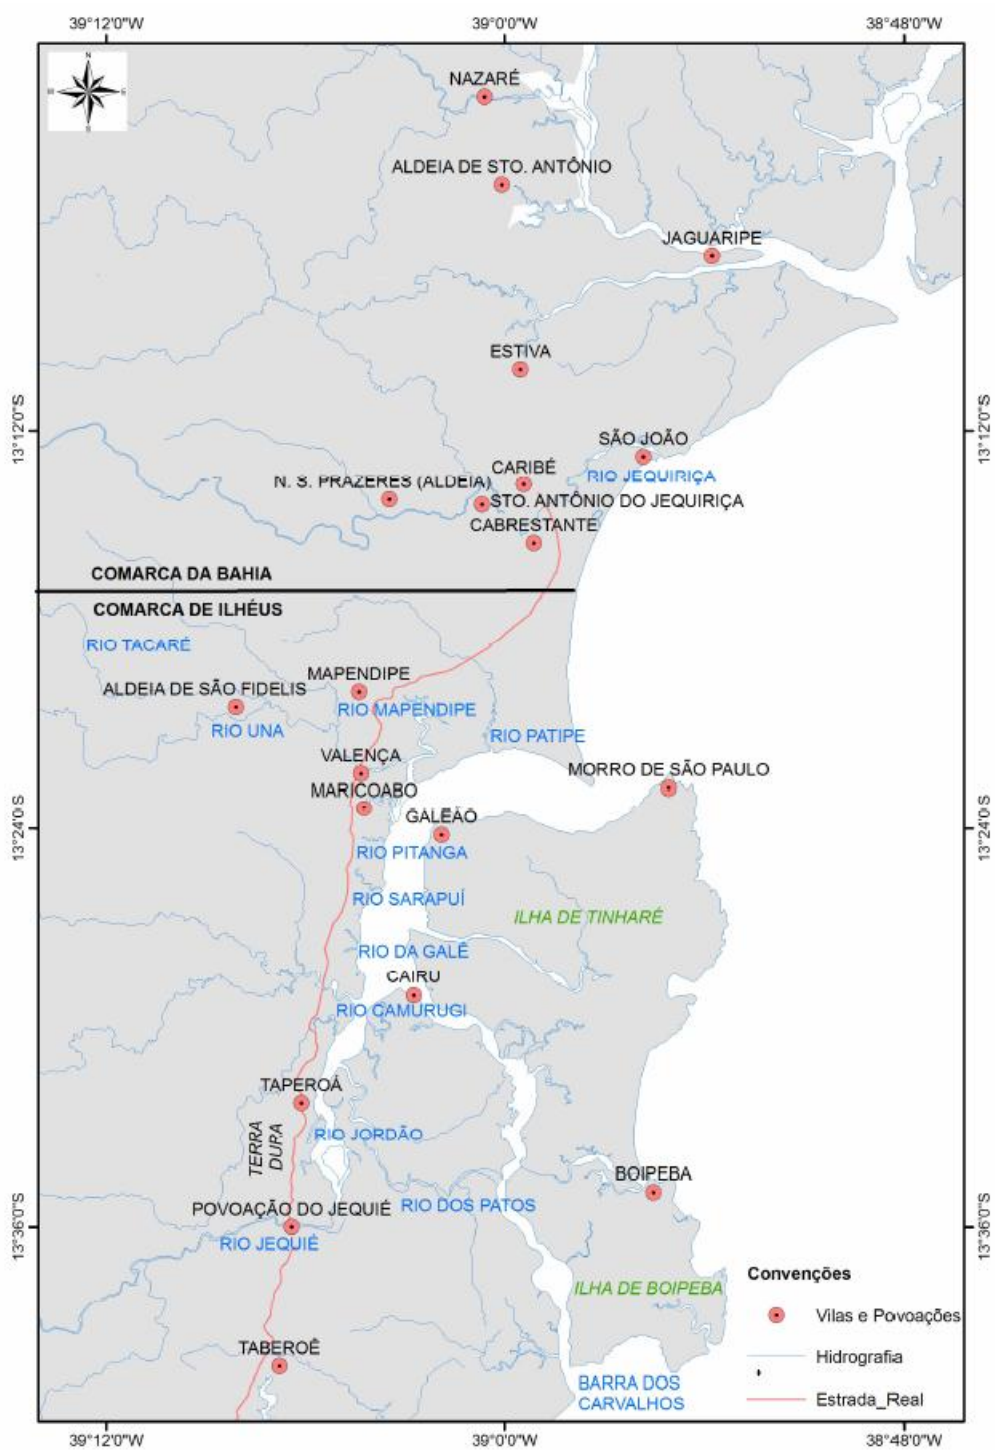 39°12'0"W
39°0'0"W
38°48'0"W
N
W
E
S
NAZARÉ
ALDEIA DE STO. ANTÔNIO
JAGUARIPE
ESTIVA
13°12'0"S
13°12'0"S
SÃO JOÃO
RIO JEQUIRIÇA
CARIBÉ
N. S. PRAZERES (ALDEIA)
STO. ANTÔNIO DO JEQUIRIÇA
CABRESTANTE
COMARCA DA BAHIA
COMARCA DE ILHÉUS
RIO TACARÉ
MAPENDIPE
ALDEIA DE SÃO FIDELIS
RIO MAPENDIPE
RIO UNA
RIO PATIPE
VALENÇA
MORRO DE SÃO PAULO
MARICOABO
GALEÃO
13°24'0"S
13°24'0"S
RIO PITANGA
RIO SARAPUÍ
ILHA DE TINHARÉ
RIO DA GALÉ
CAIRU
RIO CAMURUGI
TAPEROÁ
TERRA
DURA
RIO JORDÃO
BOIPEBA
POVOAÇÃO DO JEQUIÉ
RIO DOS PATOS
13°36'0"S
13°36'0"S
RIO JEQUIÉ
Convenções
ILHA DE BOIPEBA
Vilas e Povoações
TABEROÊ
Hidrografia
BARRA DOS
CARVALHOS
Estrada_Real
39°12'0"W
39°0'0"W
38°48'0"W